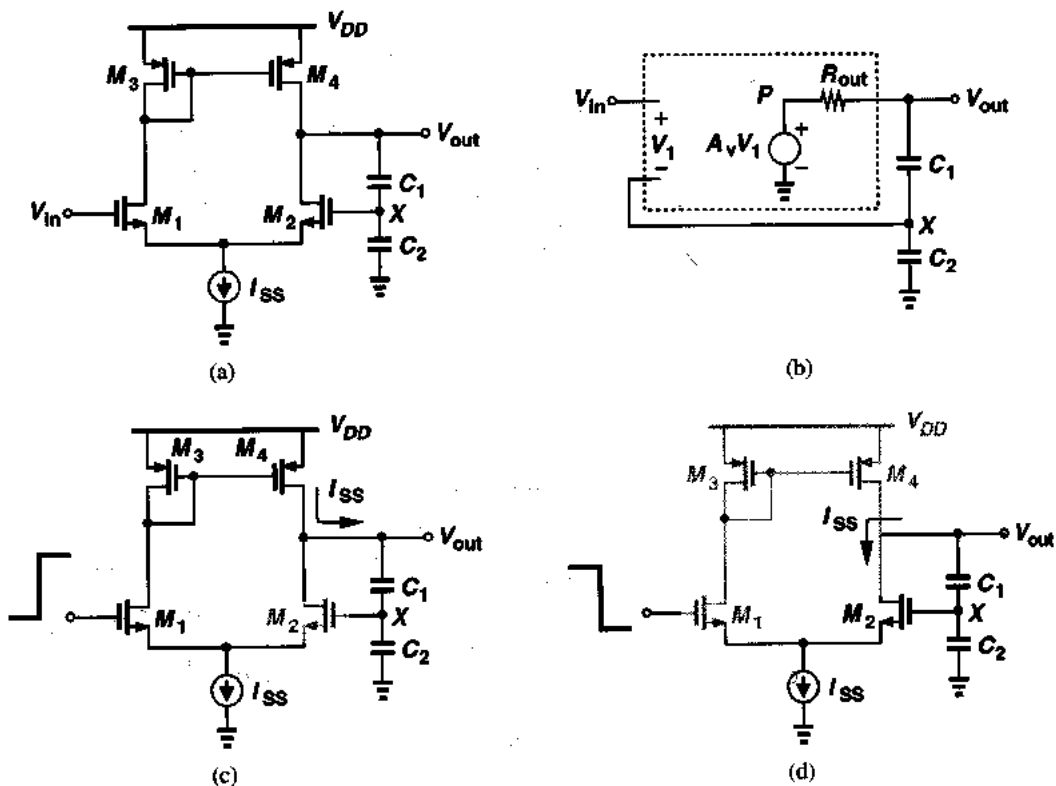 V_DD
M_3
M_4
V_out
C_1
V_in
M_1
M_2
X
C_2
I_SS
(a)
V_in
P
R_out
V_out
+
V_1
−
A_vV_1
+
−
C_1
X
C_2
(b)
V_DD
M_3
M_4
I_SS
V_out
C_1
M_1
M_2
X
C_2
I_SS
(c)
V_DD
M_3
M_4
I_SS
V_out
C_1
M_1
M_2
X
C_2
I_SS
(d)